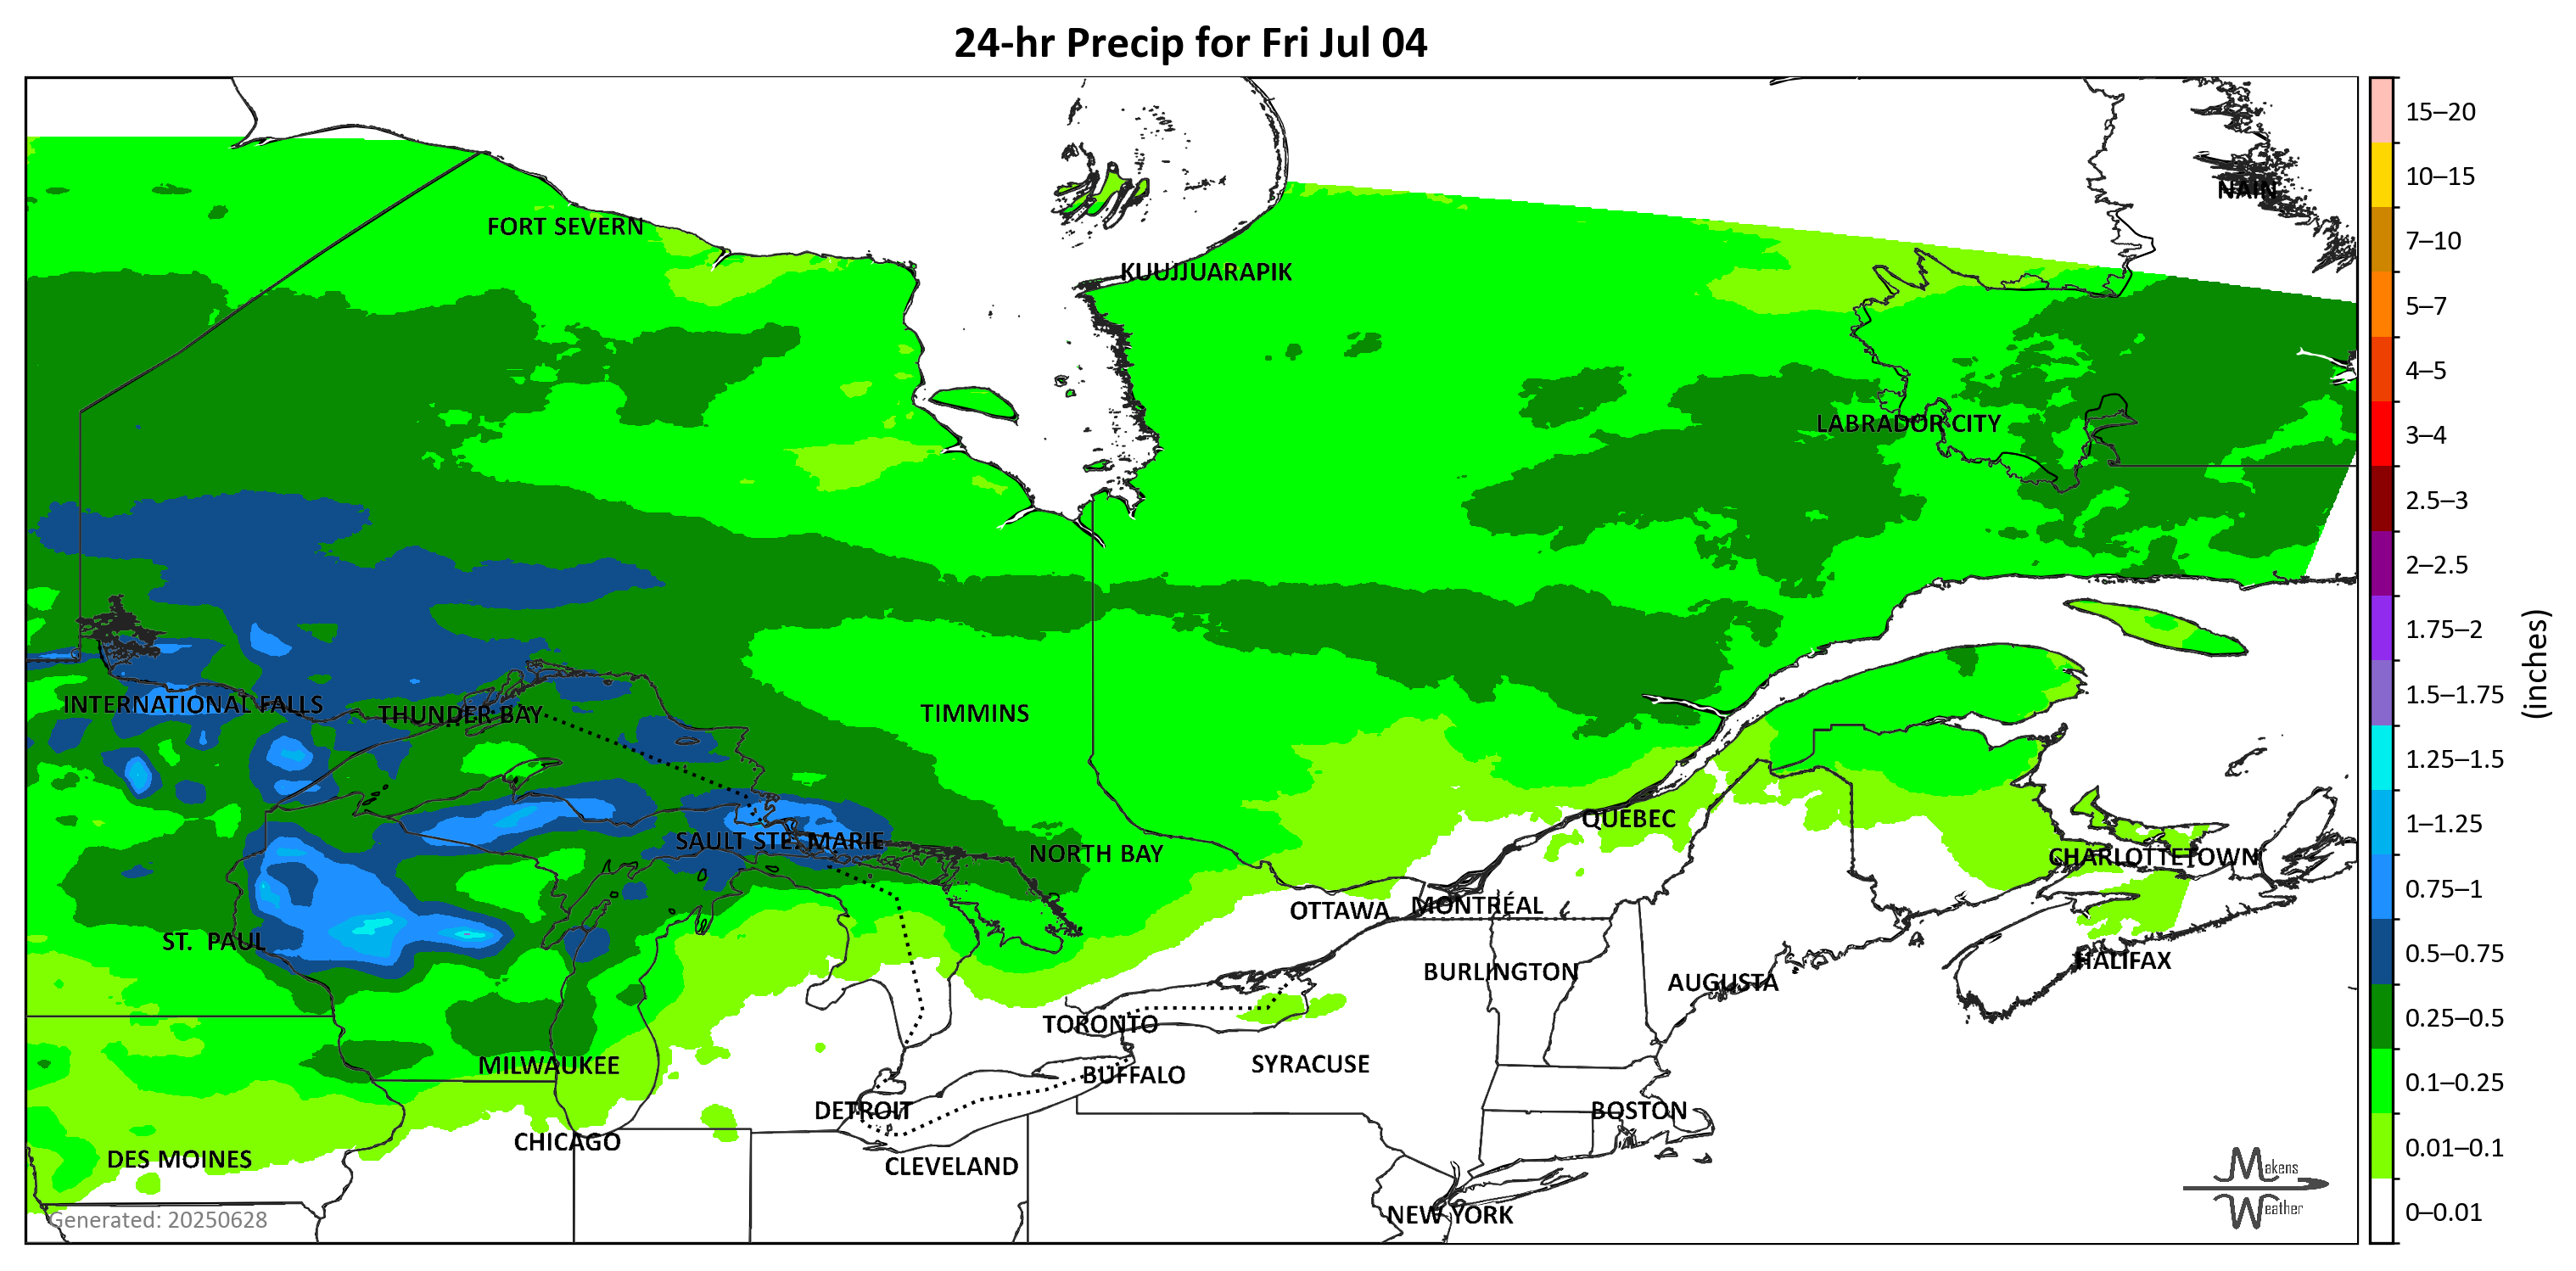 24-hr Precip for Fri Jul 04
15–20
NAIN
10–15
FORT SEVERN
7–10
KUUJJUARAPIK
5–7
4–5
LABRADOR CITY
3–4
2.5–3
2–2.5
1.75–2
(inches)
INTERNATIONAL FALLS
THUNDER BAY
TIMMINS
1.5–1.75
1.25–1.5
QUEBEC
1–1.25
SAULT STE. MARIE
NORTH BAY
CHARLOTTETOWN
0.75–1
OTTAWA
MONTRÉAL
ST. PAUL
0.5–0.75
BURLINGTON
AUGUSTA
HALIFAX
0.25–0.5
TORONTO
MILWAUKEE
BUFFALO
SYRACUSE
0.1–0.25
DETROIT
BOSTON
CHICAGO
0.01–0.1
DES MOINES
CLEVELAND
Makens
Weather
Generated: 20250628
NEW YORK
0–0.01